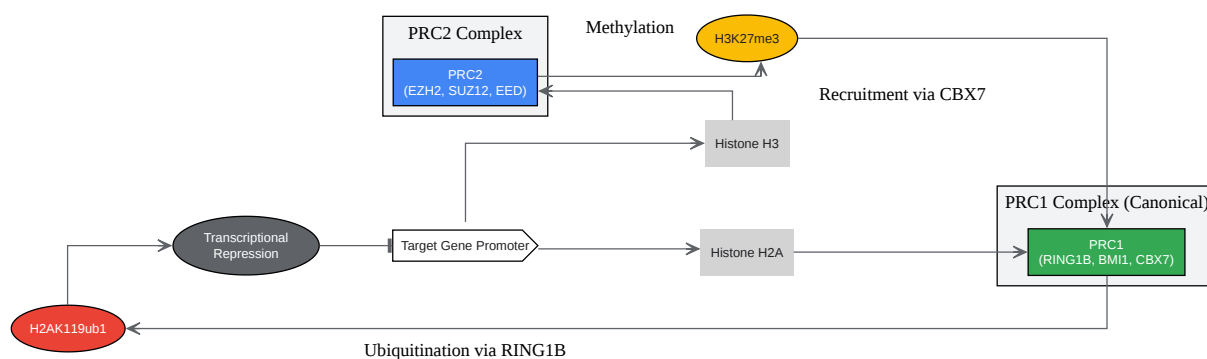 PRC2 Complex
Methylation
H3K27me3
PRC2
(EZH2, SUZ12, EED)
Recruitment via CBX7
Histone H3
PRC1 Complex (Canonical)
Transcriptional
Repression
Target Gene Promoter
Histone H2A
PRC1
(RING1B, BMI1, CBX7)
H2AK119ub1
Ubiquitination via RING1B